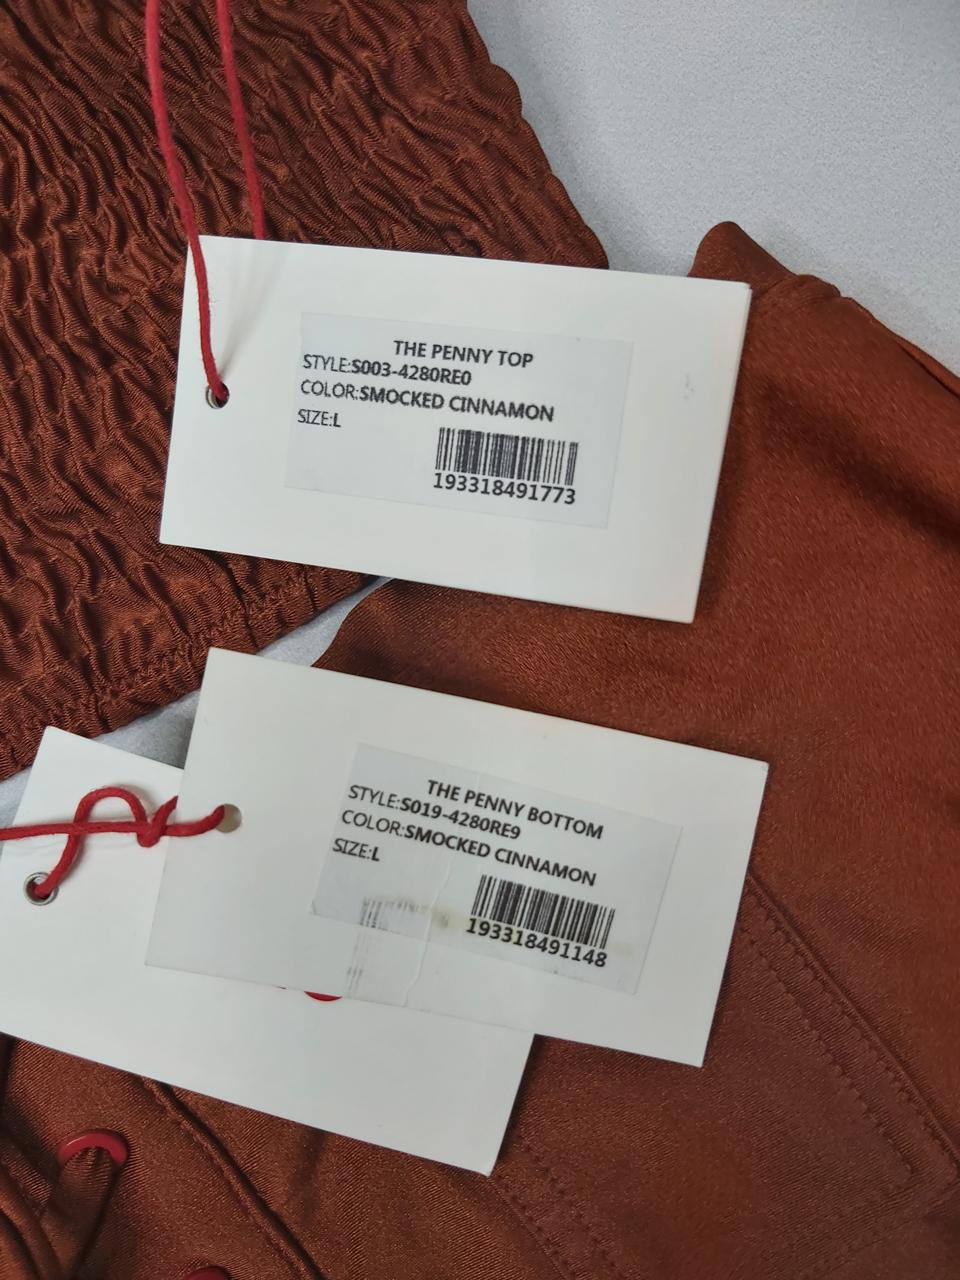 THE PENNY TOP
STYLE:S003-4280RE0
COLOR:SMOCKED CINNAMON
SIZE:L
193318491773
THE PENNY BOTTOM
STYLE:S019-4280RE9
COLOR:SMOCKED CINNAMON
SIZE:L
193318491148